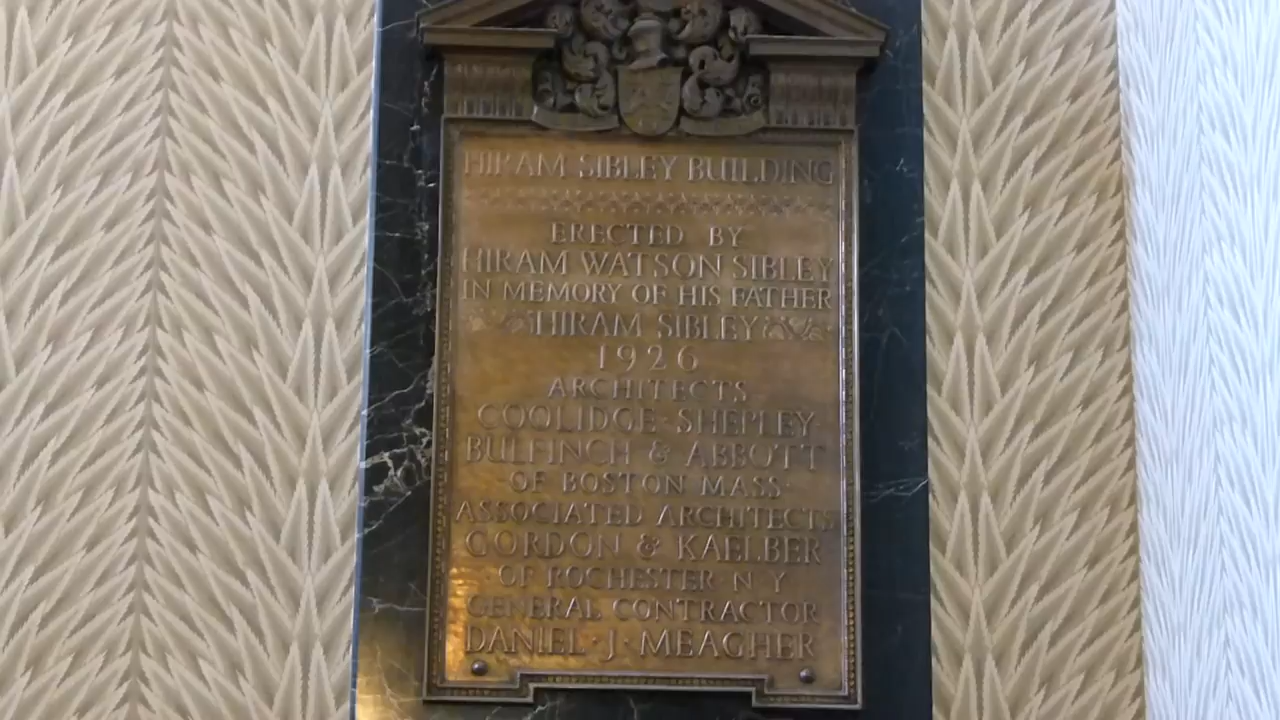 HIRAM SIBLEY BUILDING
ERECTED BY
HIRAM WATSON SIBLEY
IN MEMORY OF HIS FATHER
HIRAM SIBLEY
1926
ARCHITECTS
COOLIDGE · SHEPLEY
BULFINCH & ABBOTT
· OF BOSTON MASS ·
ASSOCIATED ARCHITECTS
GORDON & KAELBER
· OF ROCHESTER · N · Y
GENERAL CONTRACTOR
DANIEL · J · MEAGHER